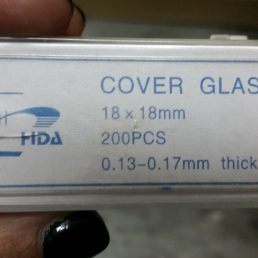 COVER GLAS
18×18mm
HDA
200PCS
0.13-0.17mm thick